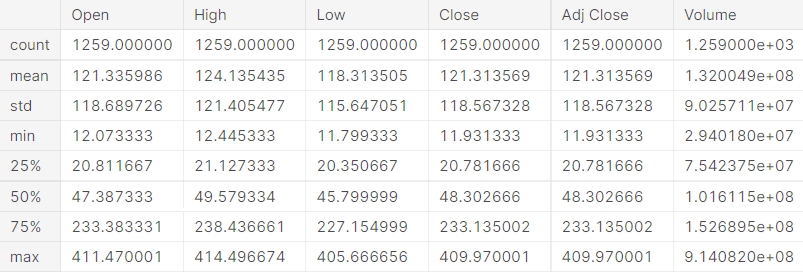 Open High Low Close Adj Close Volume
count 1259.000000 1259.000000 1259.000000 1259.000000 1259.000000 1.259000e+03
mean 121.335986 124.135435 118.313505 121.313569 121.313569 1.320049e+08
std 118.689726 121.405477 115.647051 118.567328 118.567328 9.025711e+07
min 12.073333 12.445333 11.799333 11.931333 11.931333 2.940180e+07
25% 20.811667 21.127333 20.350667 20.781666 20.781666 7.542375e+07
50% 47.387333 49.579334 45.799999 48.302666 48.302666 1.016115e+08
75% 233.383331 238.436661 227.154999 233.135002 233.135002 1.526895e+08
max 411.470001 414.496674 405.666656 409.970001 409.970001 9.140820e+08